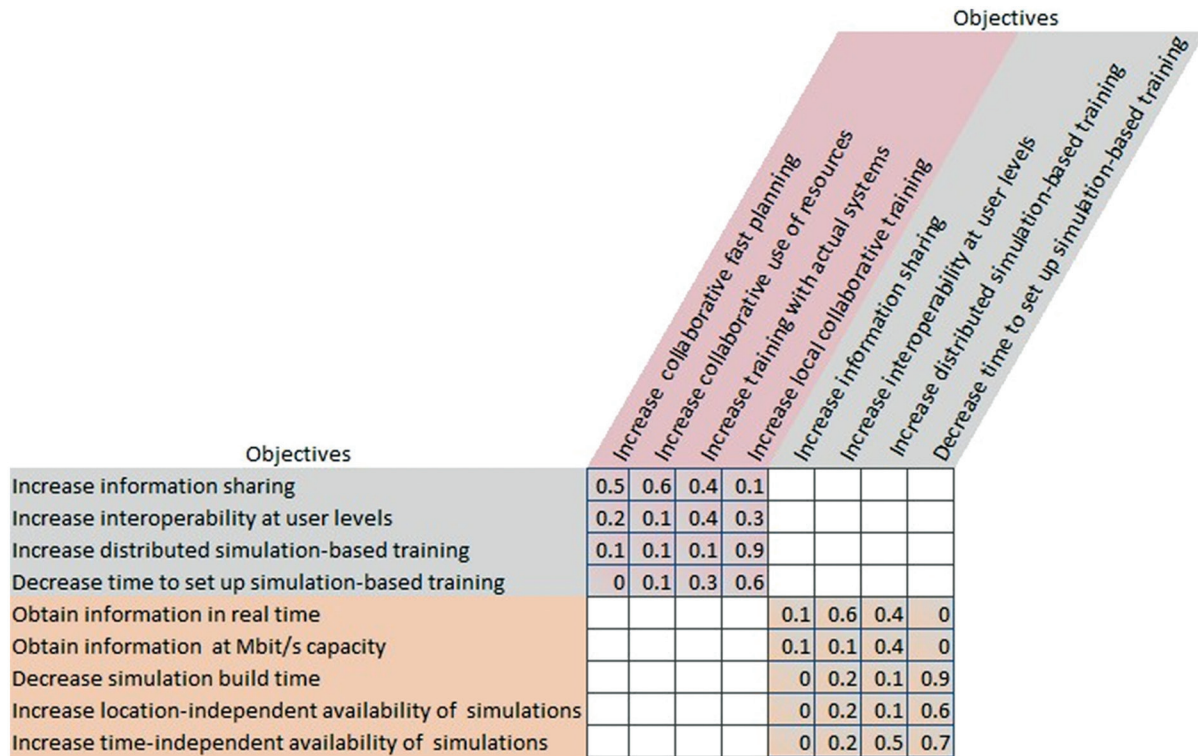 Objectives
Increase collaborative fast planning
Increase collaborative use of resources
Increase training with actual systems
Increase local collaborative training
Increase information sharing
Increase interoperability at user levels
Increase distributed simulation-based training
Decrease time to set up simulation-based training
Objectives
Increase information sharing 0.5 0.6 0.4 0.1
Increase interoperability at user levels 0.2 0.1 0.4 0.3
Increase distributed simulation-based training 0.1 0.1 0.1 0.9
Decrease time to set up simulation-based training 0 0.1 0.3 0.6
Obtain information in real time 0.1 0.6 0.4 0
Obtain information at Mbit/s capacity 0.1 0.1 0.4 0
Decrease simulation build time 0 0.2 0.1 0.9
Increase location-independent availability of simulations 0 0.2 0.1 0.6
Increase time-independent availability of simulations 0 0.2 0.5 0.7